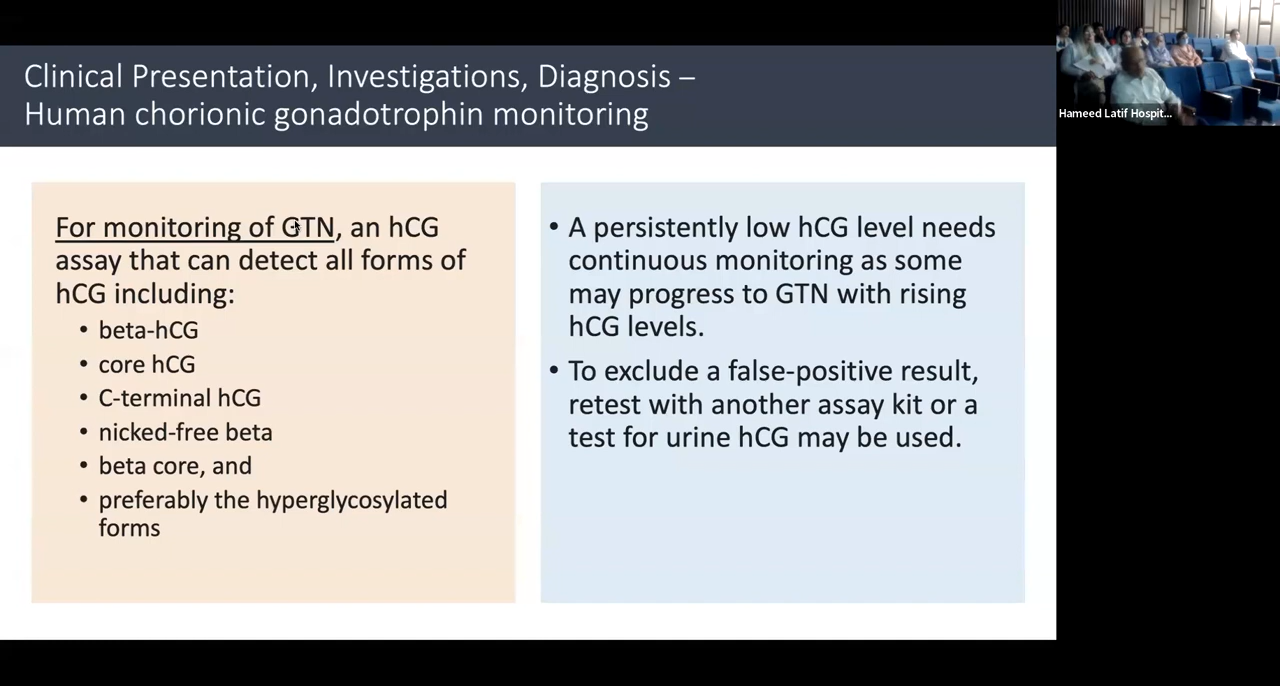 Clinical Presentation, Investigations, Diagnosis –
Human chorionic gonadotrophin monitoring
For monitoring of GTN, an hCG
assay that can detect all forms of
hCG including:
• beta-hCG
• core hCG
• C-terminal hCG
• nicked-free beta
• beta core, and
• preferably the hyperglycosylated
forms
• A persistently low hCG level needs
continuous monitoring as some
may progress to GTN with rising
hCG levels.
• To exclude a false-positive result,
retest with another assay kit or a
test for urine hCG may be used.
Hameed Latif Hospit...